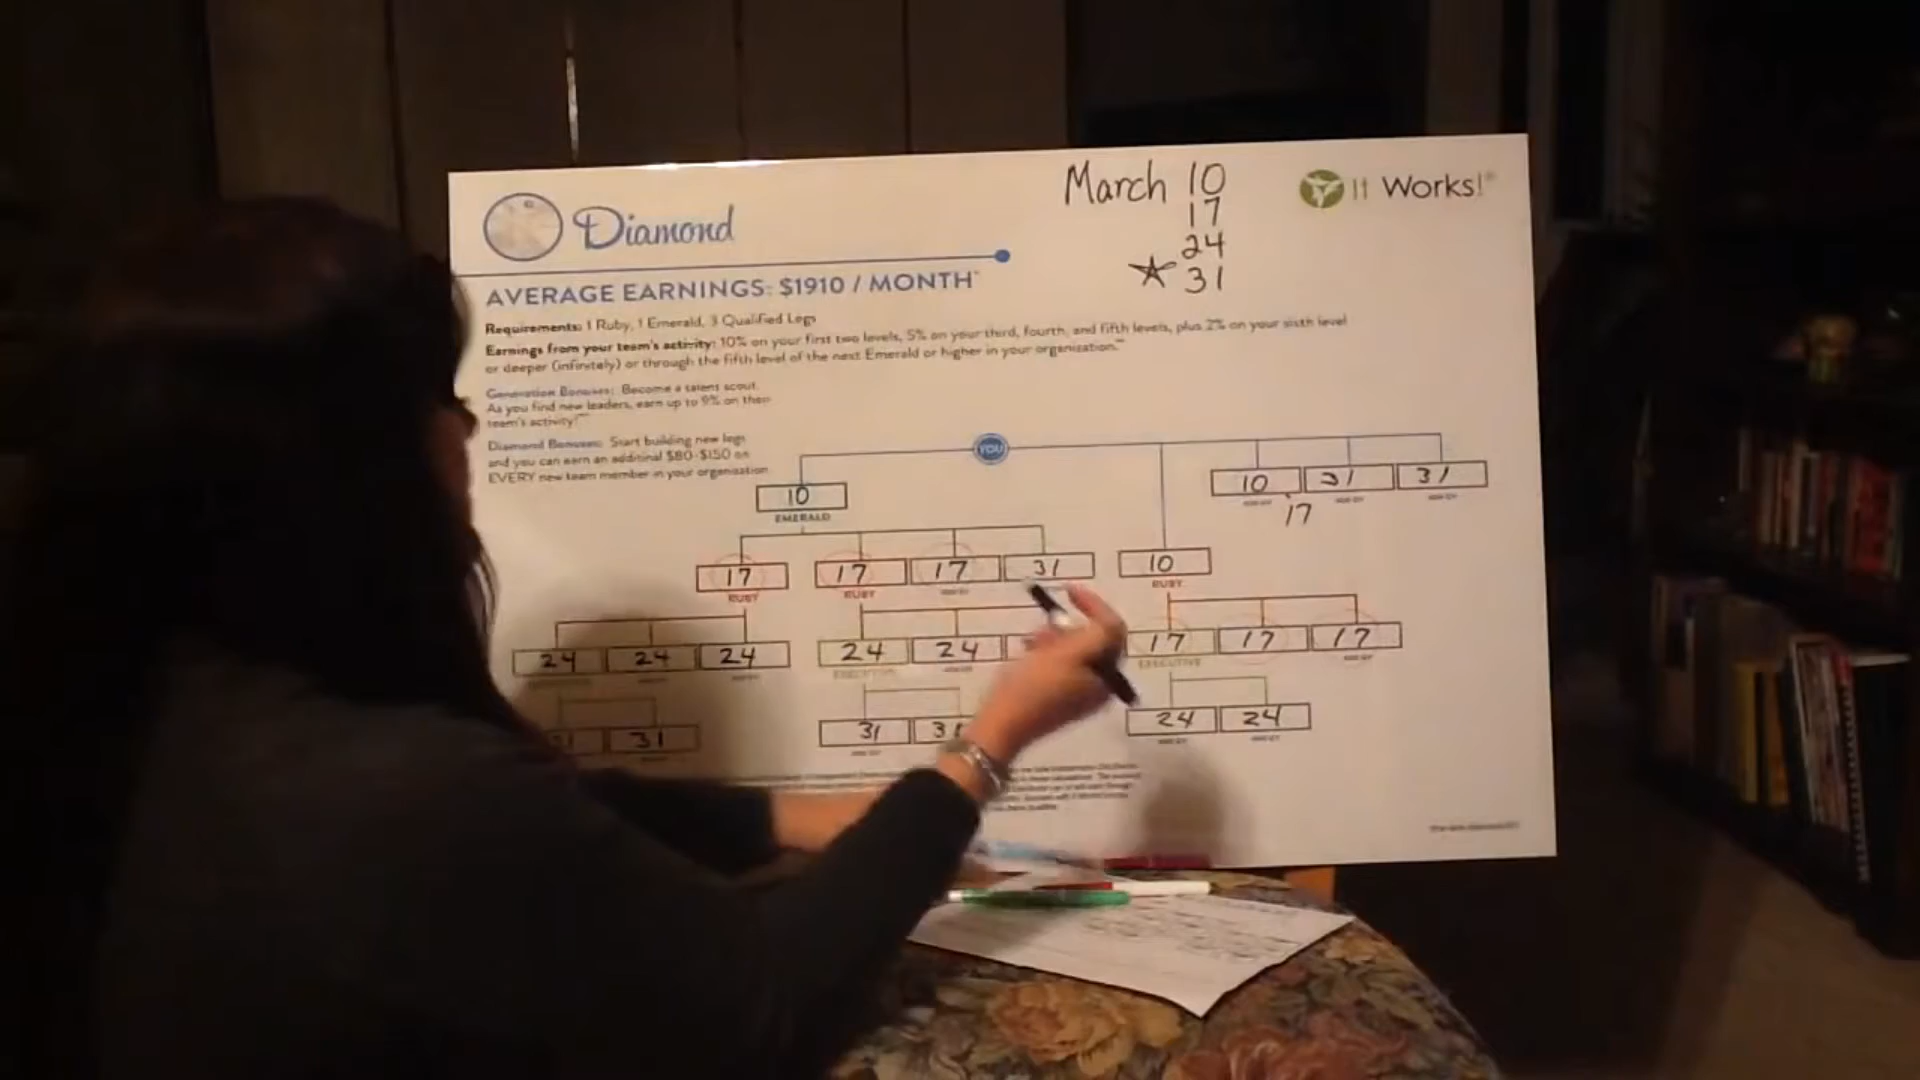 Diamond
March 10
17
24
31
It Works!®
AVERAGE EARNINGS: $1910 / MONTH*
Requirements: 1 Ruby, 1 Emerald, 3 Qualified Legs
Earnings from your team's activity: 10% on your first two levels, 5% on your third, fourth, and fifth levels, plus 2% on your sixth level
or deeper (infinitely) or through the fifth level of the next Emerald or higher in your organization.**
Generation Bonuses: Become a talent scout.
As you find new leaders, earn up to 9% on their
team's activity!***
Diamond Bonuses: Start building new legs
and you can earn an additinal $80-$150 on
EVERY new team member in your organization
YOU
10 31 31
17
10
EMERALD
17 17 17 31 10
RUBY RUBY RUBY
24 24 24 24 24 17 17 17
EXECUTIVE EXECUTIVE
31 31 31 24 24